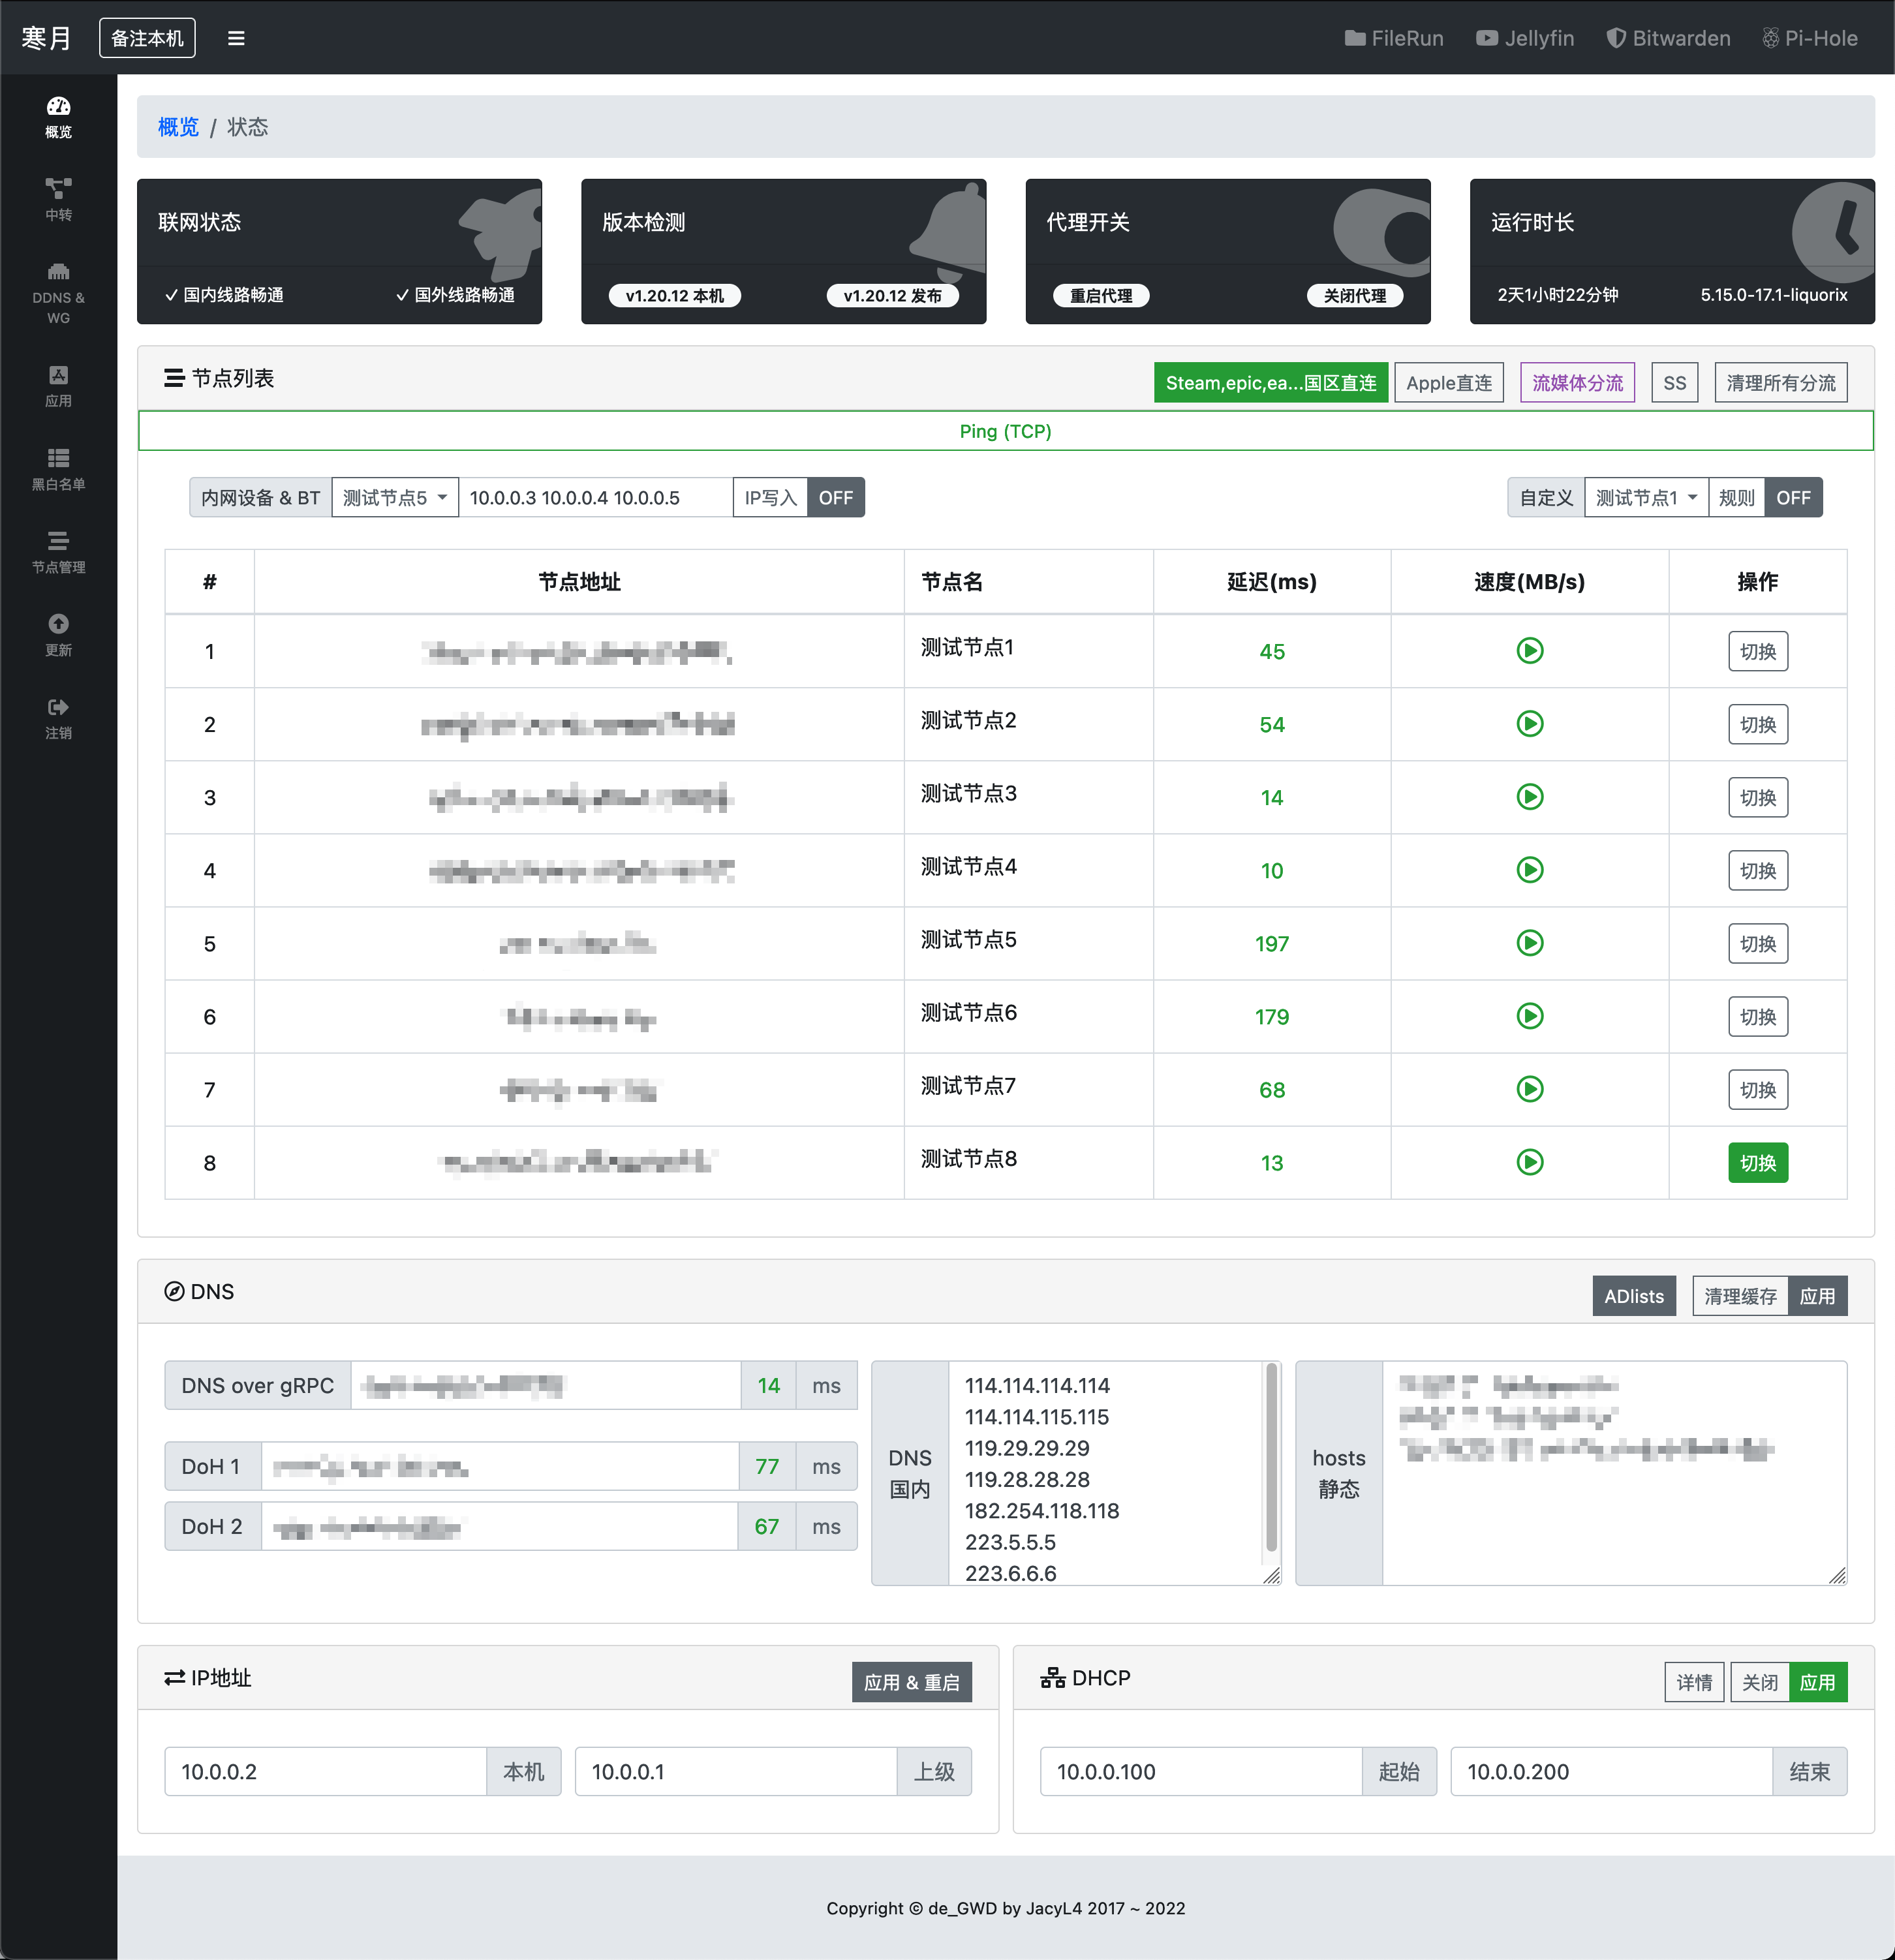 寒月 备注本机 FileRun Jellyfin Bitwarden Pi-Hole
概览
中转
DDNS &
WG
应用
黑白名单
节点管理
更新
注销
概览 / 状态
联网状态
国内线路畅通 国外线路畅通
版本检测
v1.20.12 本机 v1.20.12 发布
代理开关
重启代理 关闭代理
运行时长
2天1小时22分钟 5.15.0-17.1-liquorix
节点列表 Steam,epic,ea...国区直连 Apple直连 流媒体分流 SS 清理所有分流
Ping (TCP)
内网设备 & BT 测试节点5 10.0.0.3 10.0.0.4 10.0.0.5 IP写入 OFF 自定义 测试节点1 规则 OFF
# 节点地址 节点名 延迟(ms) 速度(MB/s) 操作
1 测试节点1 45 切换
2 测试节点2 54 切换
3 测试节点3 14 切换
4 测试节点4 10 切换
5 测试节点5 197 切换
6 测试节点6 179 切换
7 测试节点7 68 切换
8 测试节点8 13 切换
DNS ADlists 清理缓存 应用
DNS over gRPC 14 ms
DoH 1 77 ms
DoH 2 67 ms
DNS
国内
114.114.114.114
114.114.115.115
119.29.29.29
119.28.28.28
182.254.118.118
223.5.5.5
223.6.6.6
hosts
静态
IP地址 应用 & 重启
10.0.0.2 本机 10.0.0.1 上级
DHCP 详情 关闭 应用
10.0.0.100 起始 10.0.0.200 结束
Copyright © de_GWD by JacyL4 2017 ~ 2022